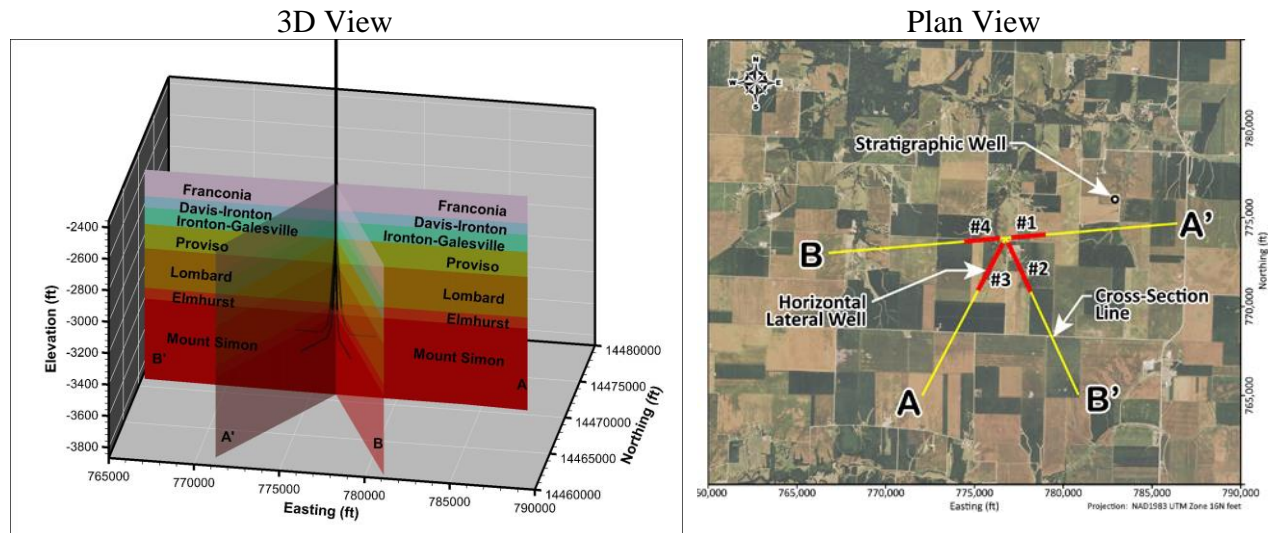 3D View
Franconia
Davis-Ironton
Ironton-Galesville
Proviso
Lombard
Elmhurst
Mount Simon
B'
Franconia
Davis-Ironton
Ironton-Galesville
Proviso
Lombard
Elmhurst
Mount Simon
A
A'
B
-2400
-2600
-2800
-3000
-3200
-3400
-3600
-3800
Elevation (ft)
765000
770000
775000
780000
785000
790000
Easting (ft)
14480000
14475000
14470000
14465000
14460000
Northing (ft)
Plan View
N
W
E
S
Stratigraphic Well
#4
#1
A'
B
#3
#2
Horizontal
Lateral Well
Cross-Section
Line
A
B'
780,000
775,000
770,000
765,000
Northing (ft)
50,000
765,000
770,000
775,000
780,000
785,000
790,000
Easting (ft)
Projection: NAD1983 UTM Zone 16N feet